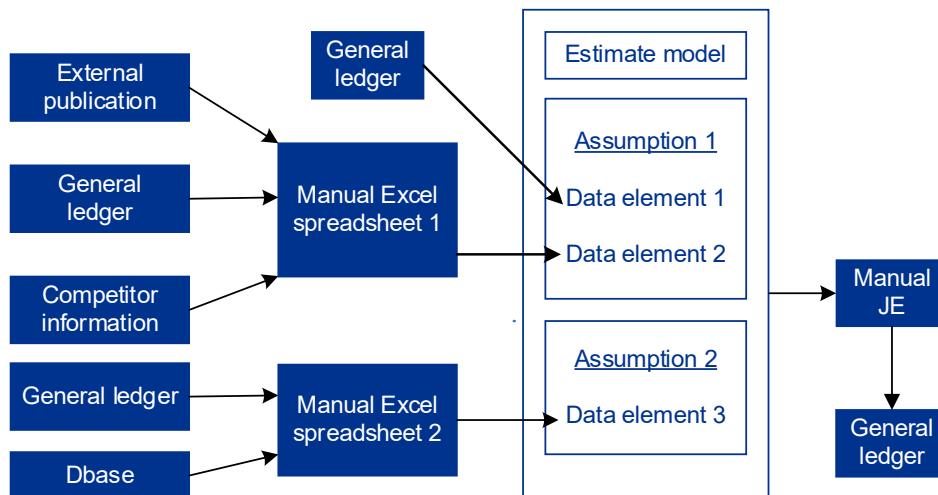 External
publication
General
ledger
Competitor
information
General ledger
Dbase
Manual Excel
spreadsheet 1
Manual Excel
spreadsheet 2
General
ledger
Estimate model
Assumption 1
Data element 1
Data element 2
Assumption 2
Data element 3
Manual
JE
General
ledger